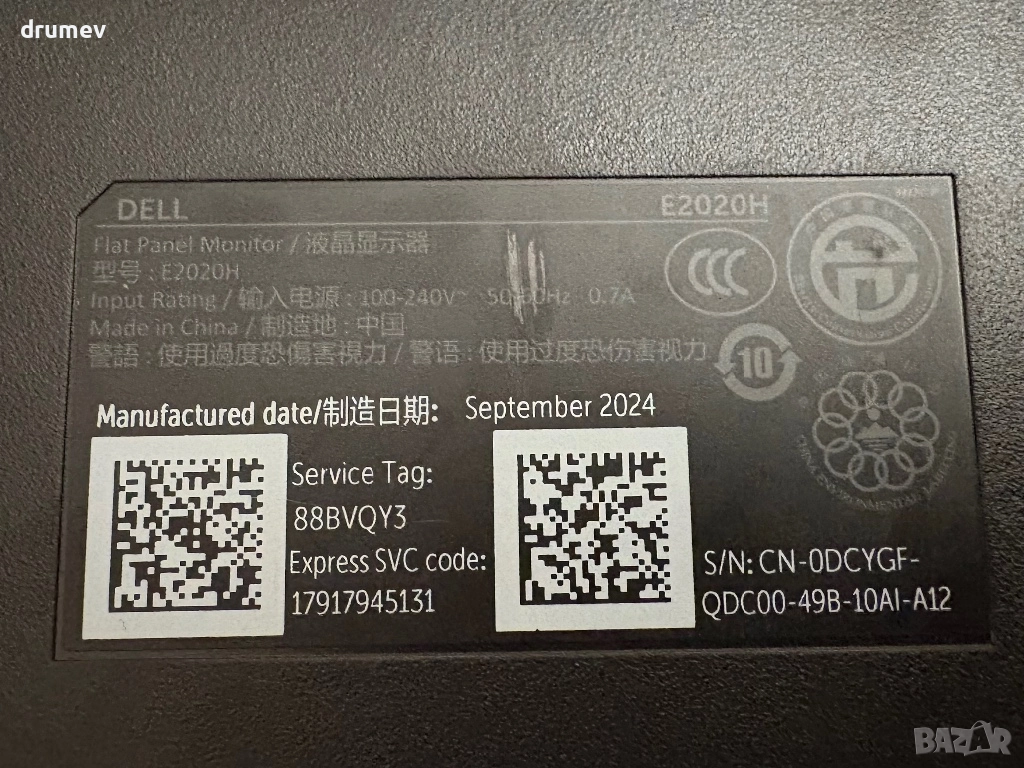 drumev
DELL E2020H
Flat Panel Monitor / 液晶显示器
型号 : E2020H
Input Rating / 输入电源 : 100-240V~ 50/60Hz 0.7A
Made in China / 制造地 : 中国
警語 : 使用過度恐傷害視力 / 警语 : 使用过度恐伤害视力
10
Manufactured date/制造日期: September 2024
Service Tag:
88BVQY3
Express SVC code:
17917945131
S/N: CN-0DCYGF-
QDC00-49B-10AI-A12
BAZAR